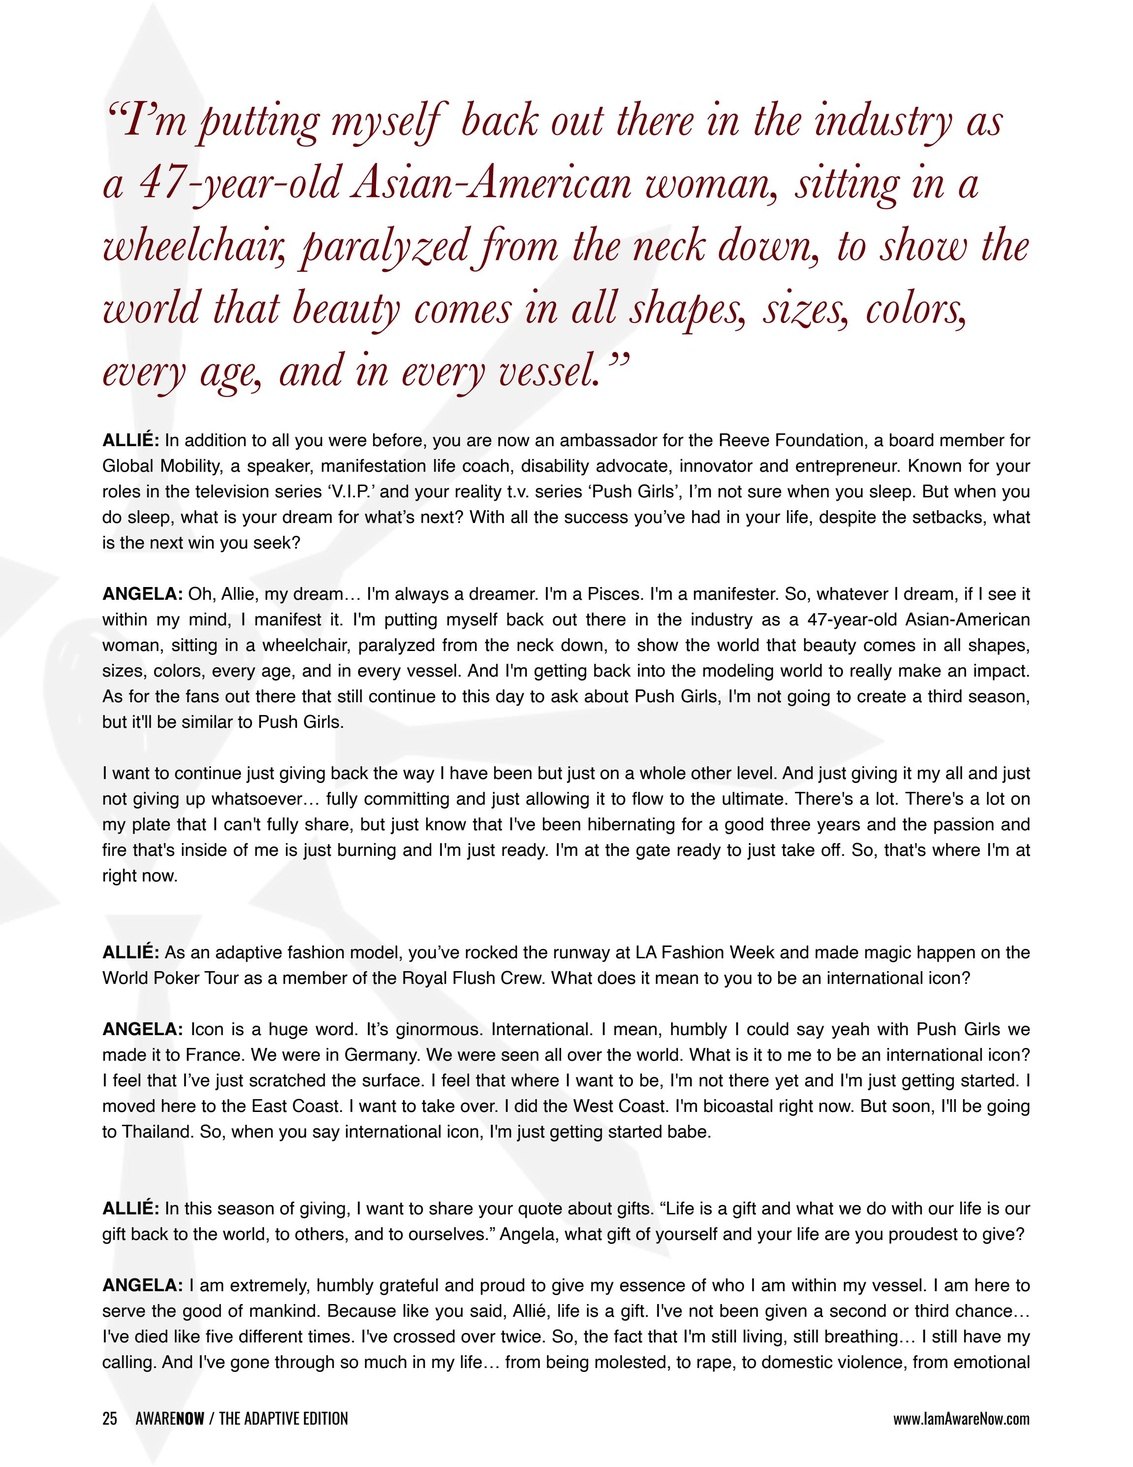 “I’m putting myself back out there in the industry as
a 47-year-old Asian-American woman, sitting in a
wheelchair, paralyzed from the neck down, to show the
world that beauty comes in all shapes, sizes, colors,
every age, and in every vessel.”
ALLIÉ: In addition to all you were before, you are now an ambassador for the Reeve Foundation, a board member for
Global Mobility, a speaker, manifestation life coach, disability advocate, innovator and entrepreneur. Known for your
roles in the television series ‘V.I.P.’ and your reality t.v. series ‘Push Girls’, I’m not sure when you sleep. But when you
do sleep, what is your dream for what’s next? With all the success you’ve had in your life, despite the setbacks, what
is the next win you seek?
ANGELA: Oh, Allie, my dream… I'm always a dreamer. I'm a Pisces. I'm a manifester. So, whatever I dream, if I see it
within my mind, I manifest it. I'm putting myself back out there in the industry as a 47-year-old Asian-American
woman, sitting in a wheelchair, paralyzed from the neck down, to show the world that beauty comes in all shapes,
sizes, colors, every age, and in every vessel. And I'm getting back into the modeling world to really make an impact.
As for the fans out there that still continue to this day to ask about Push Girls, I'm not going to create a third season,
but it'll be similar to Push Girls.
I want to continue just giving back the way I have been but just on a whole other level. And just giving it my all and just
not giving up whatsoever… fully committing and just allowing it to flow to the ultimate. There's a lot. There's a lot on
my plate that I can't fully share, but just know that I've been hibernating for a good three years and the passion and
fire that's inside of me is just burning and I'm just ready. I'm at the gate ready to just take off. So, that's where I'm at
right now.
ALLIÉ: As an adaptive fashion model, you’ve rocked the runway at LA Fashion Week and made magic happen on the
World Poker Tour as a member of the Royal Flush Crew. What does it mean to you to be an international icon?
ANGELA: Icon is a huge word. It’s ginormous. International. I mean, humbly I could say yeah with Push Girls we
made it to France. We were in Germany. We were seen all over the world. What is it to me to be an international icon?
I feel that I’ve just scratched the surface. I feel that where I want to be, I'm not there yet and I'm just getting started. I
moved here to the East Coast. I want to take over. I did the West Coast. I'm bicoastal right now. But soon, I'll be going
to Thailand. So, when you say international icon, I'm just getting started babe.
ALLIÉ: In this season of giving, I want to share your quote about gifts. “Life is a gift and what we do with our life is our
gift back to the world, to others, and to ourselves.” Angela, what gift of yourself and your life are you proudest to give?
ANGELA: I am extremely, humbly grateful and proud to give my essence of who I am within my vessel. I am here to
serve the good of mankind. Because like you said, Allié, life is a gift. I've not been given a second or third chance…
I've died like five different times. I've crossed over twice. So, the fact that I'm still living, still breathing… I still have my
calling. And I've gone through so much in my life… from being molested, to rape, to domestic violence, from emotional
25 AWARENOW / THE ADAPTIVE EDITION
www.IamAwareNow.com